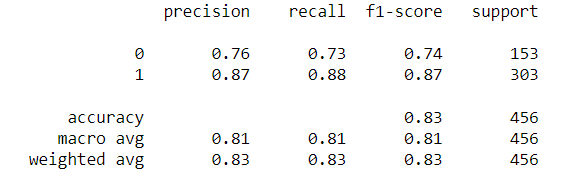 precision recall f1-score support
0 0.76 0.73 0.74 153
1 0.87 0.88 0.87 303
accuracy 0.83 456
macro avg 0.81 0.81 0.81 456
weighted avg 0.83 0.83 0.83 456